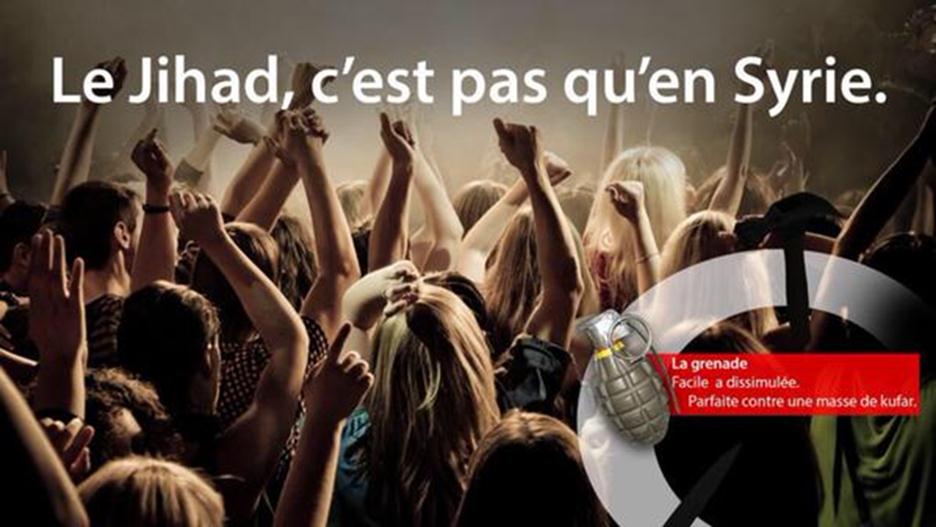 Le Jihad, c'est pas qu'en Syrie.
La grenade
Facile a dissimulée.
Parfaite contre une masse de kufar.